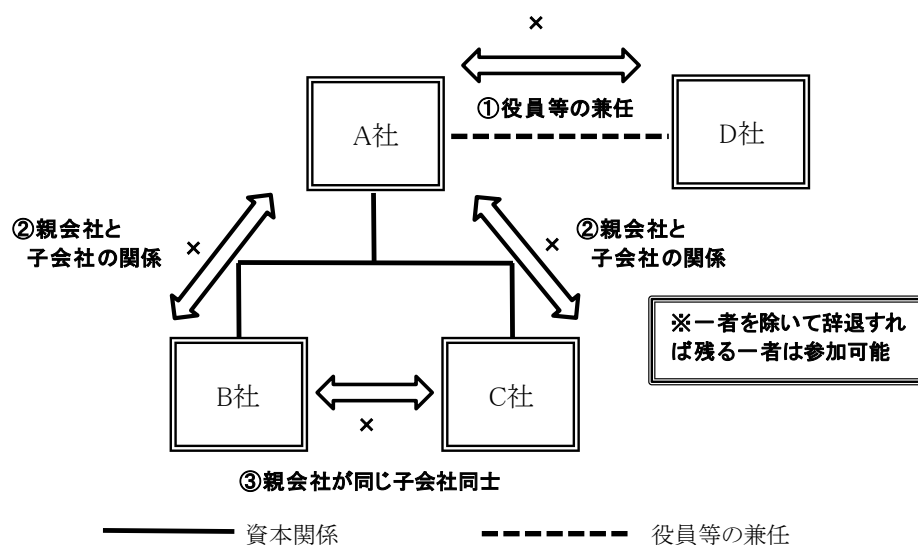 ×
①役員等の兼任
A社
D社
②親会社と
子会社の関係
×
②親会社と
子会社の関係
×
※一者を除いて辞退すれ
ば残る一者は参加可能
B社
C社
×
③親会社が同じ子会社同士
資本関係
役員等の兼任